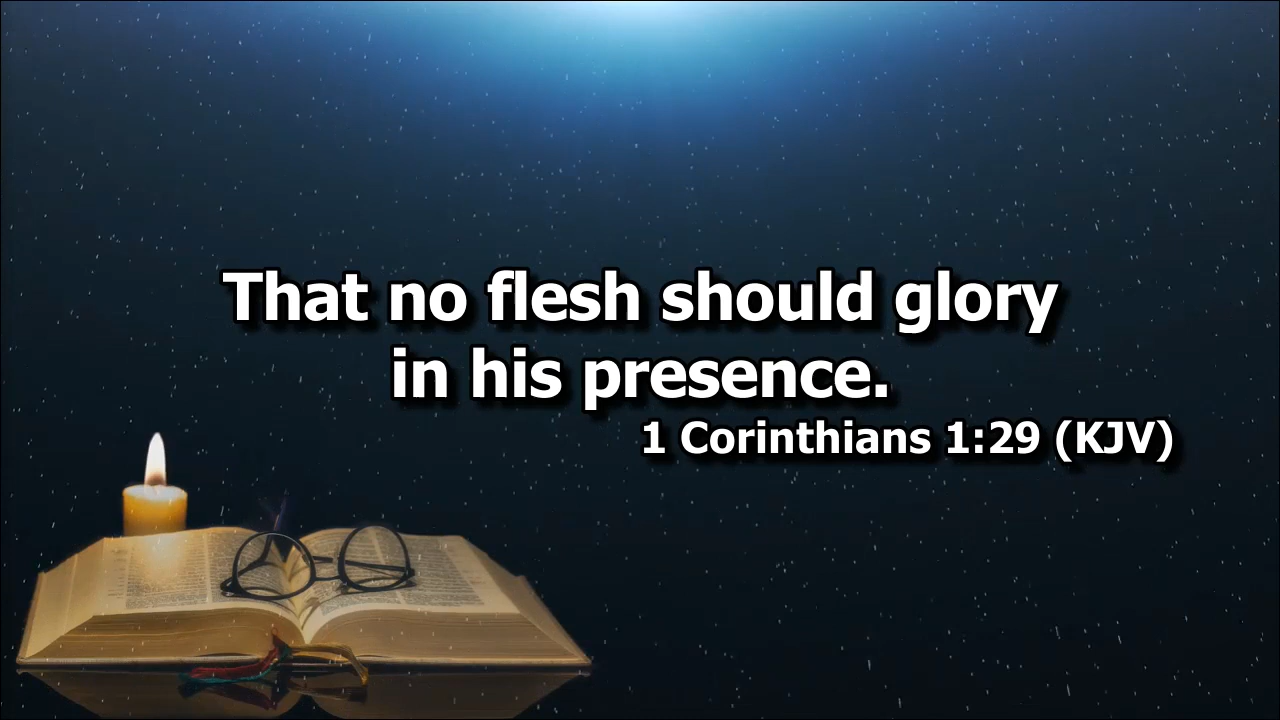 That no flesh should glory
in his presence.
1 Corinthians 1:29 (KJV)